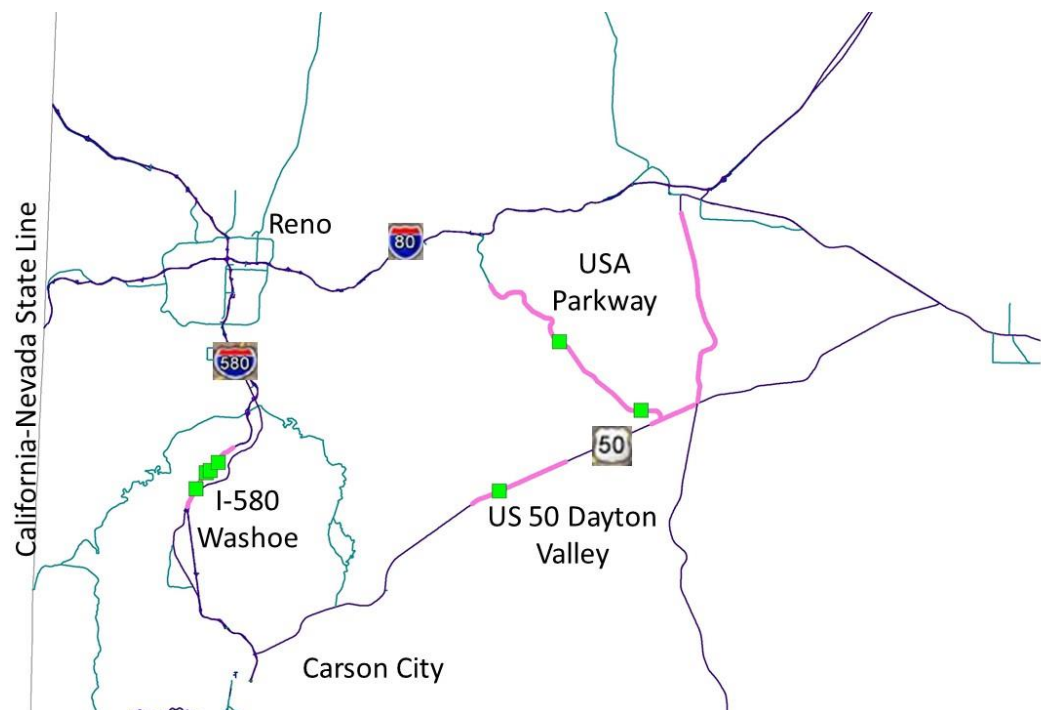 Reno
80
USA
Parkway
California-Nevada State Line
580
50
I-580
Washoe
US 50 Dayton
Valley
Carson City